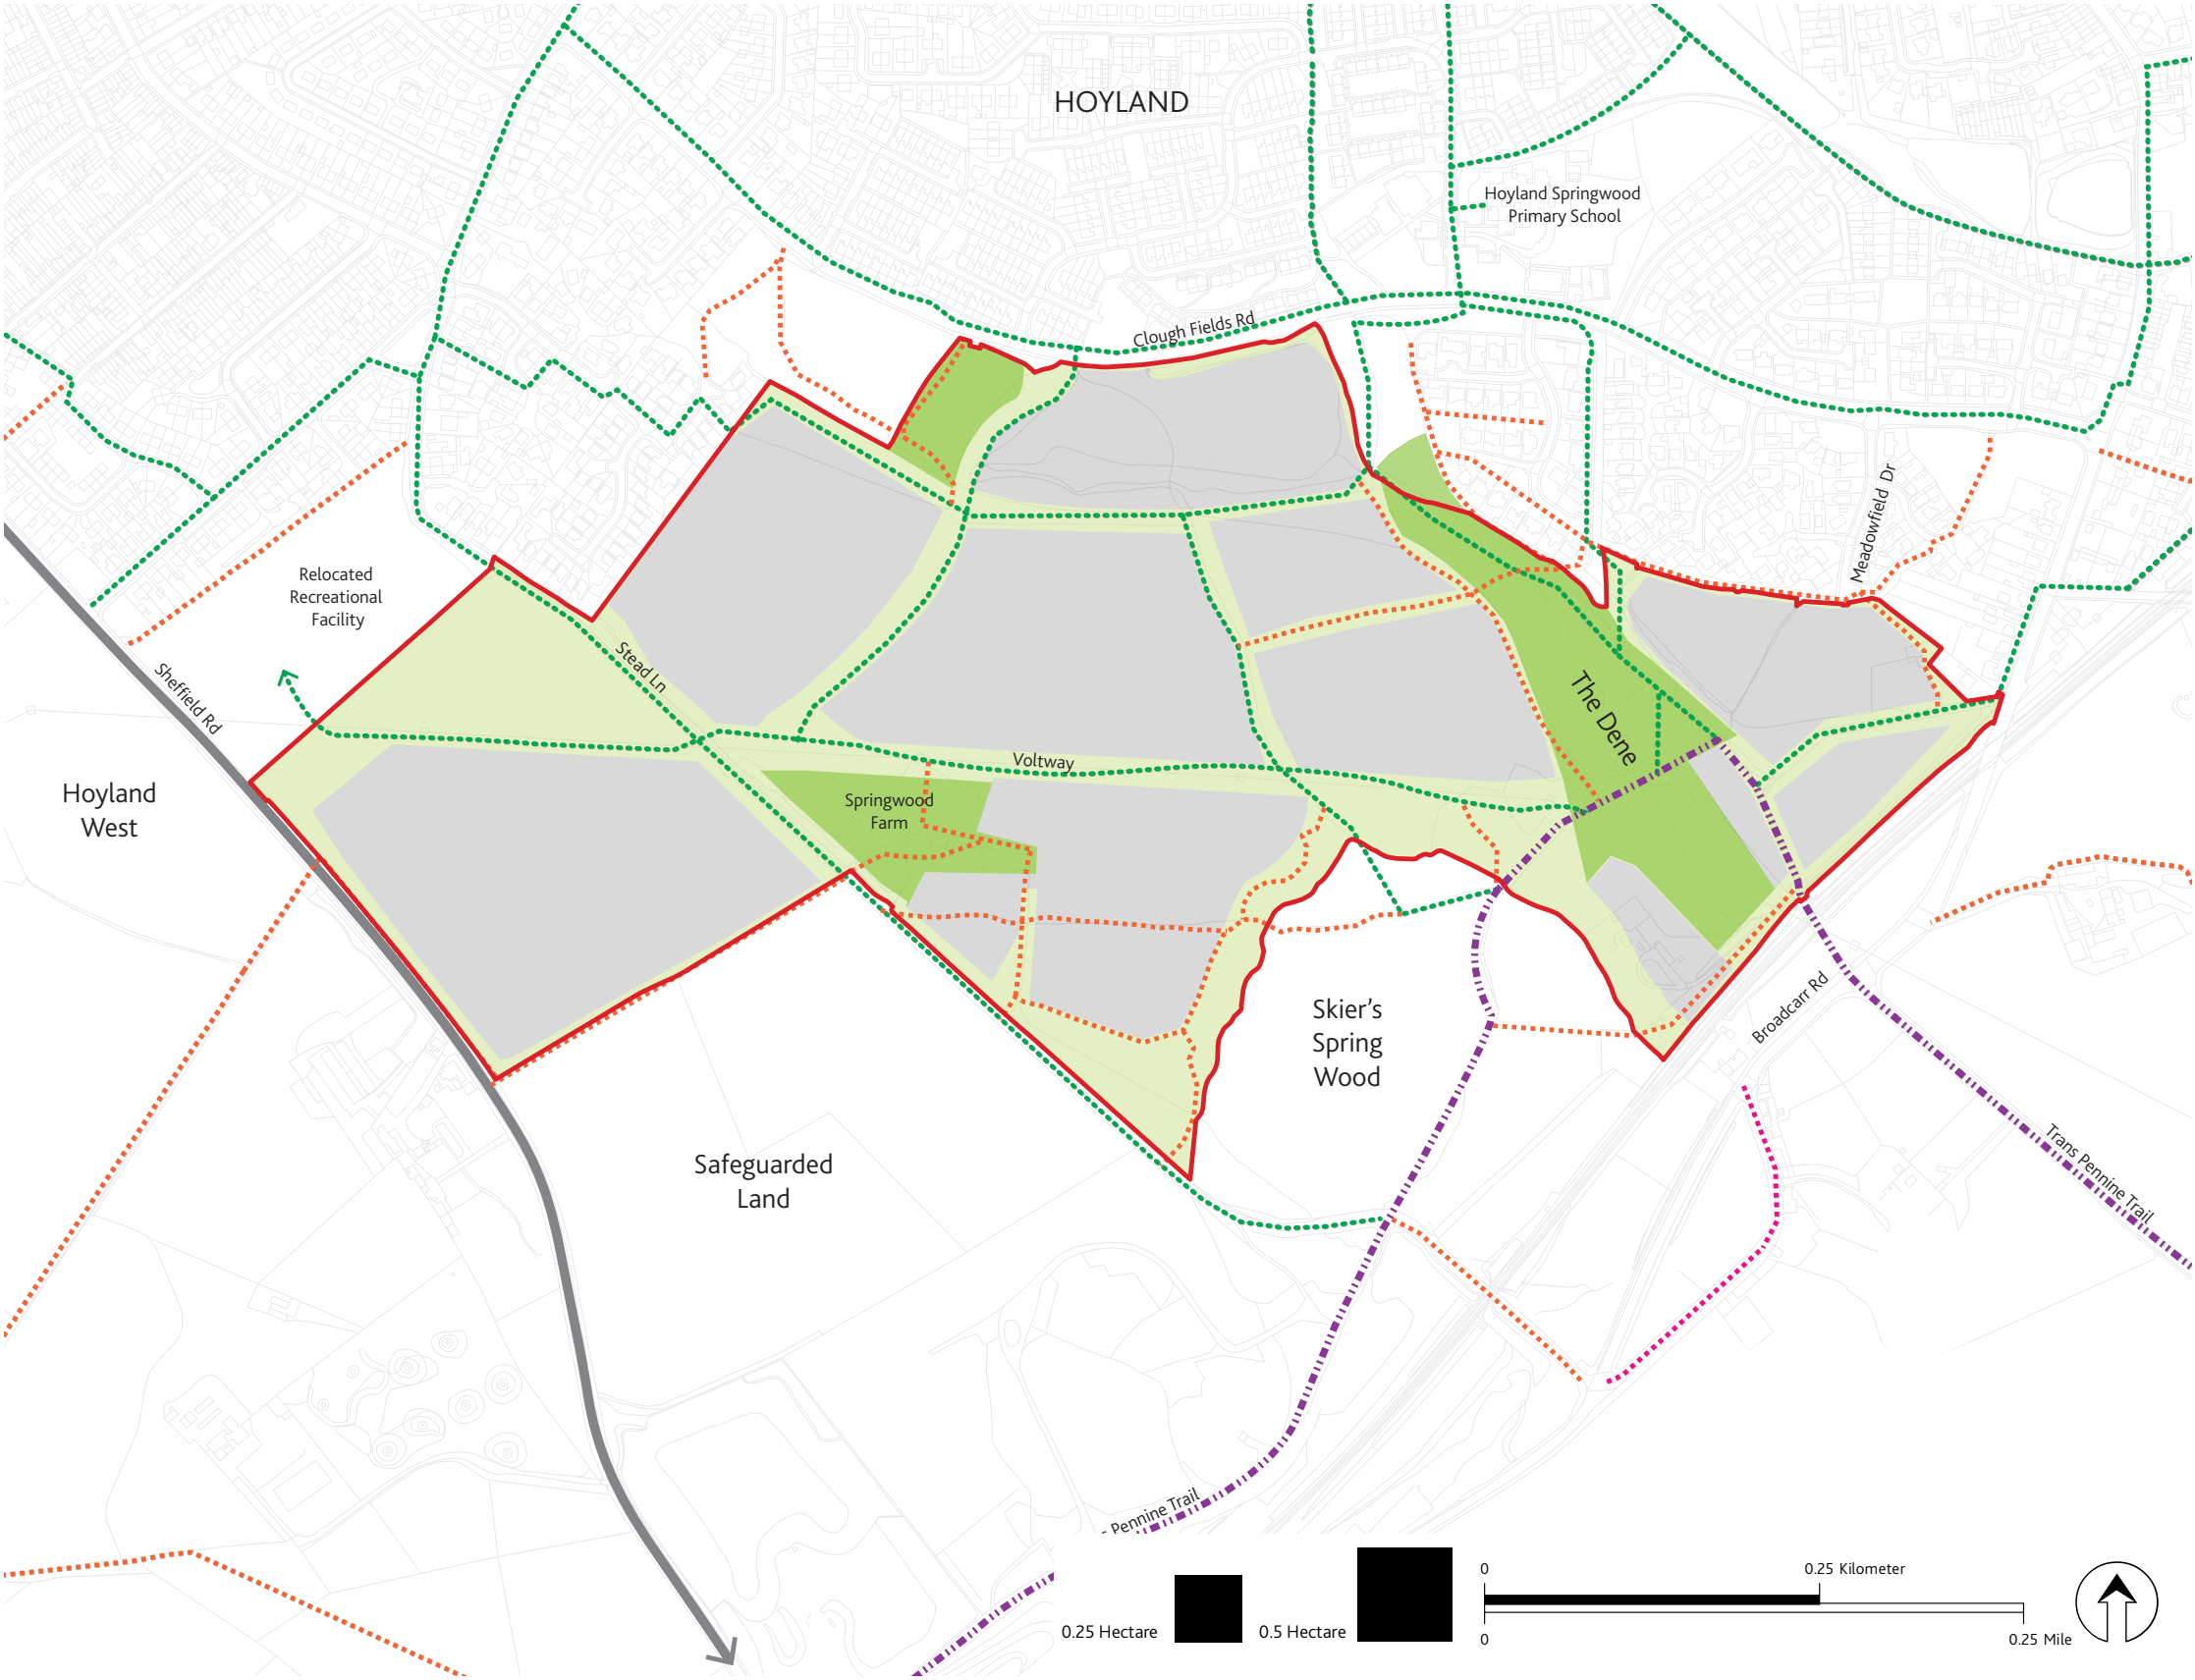 HOYLAND
Hoyland Springwood
Primary School
Clough Fields Rd
Meadowfield Dr
Relocated
Recreational
Facility
Stead Ln
Sheffield Rd
The Dene
Voltway
Hoyland
West
Springwood
Farm
Skier's
Spring
Wood
Broadcarr Rd
Safeguarded
Land
Trans Pennine Trail
s Pennine Trail
0.25 Hectare
0.5 Hectare
0
0.25 Kilometer
0
0.25 Mile